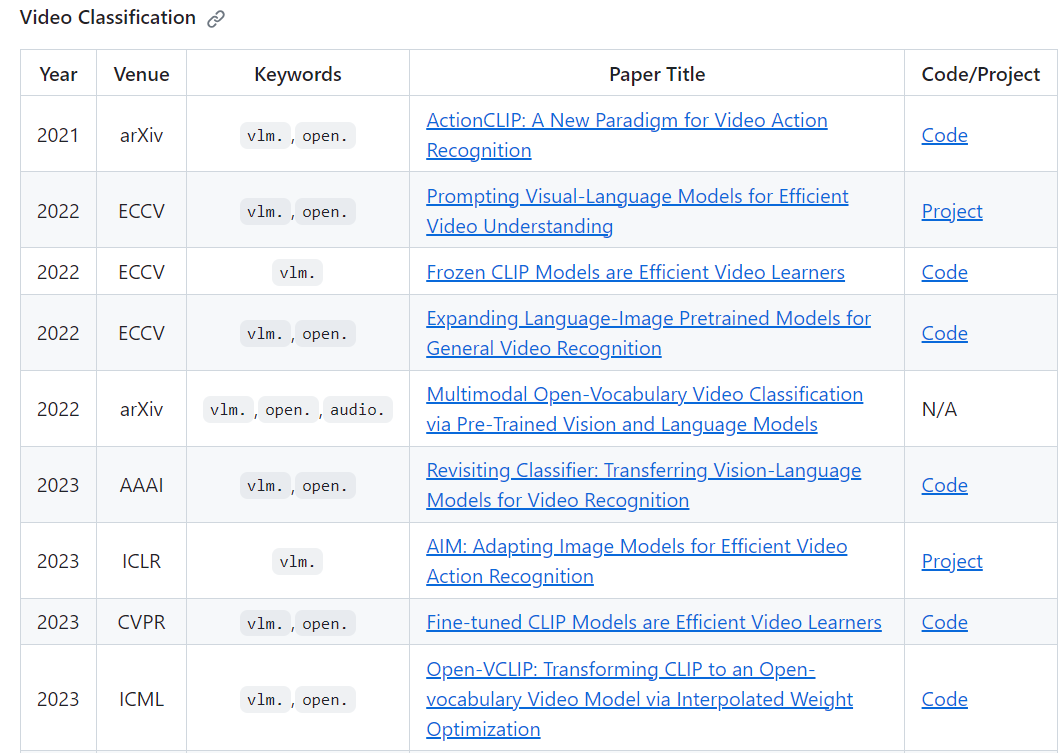 Video Classification
Year Venue Keywords Paper Title Code/Project
2021 arXiv vlm. , open. ActionCLIP: A New Paradigm for Video Action
Recognition Code
2022 ECCV vlm. , open. Prompting Visual-Language Models for Efficient
Video Understanding Project
2022 ECCV vlm. Frozen CLIP Models are Efficient Video Learners Code
2022 ECCV vlm. , open. Expanding Language-Image Pretrained Models for
General Video Recognition Code
2022 arXiv vlm. , open. , audio. Multimodal Open-Vocabulary Video Classification
via Pre-Trained Vision and Language Models N/A
2023 AAAI vlm. , open. Revisiting Classifier: Transferring Vision-Language
Models for Video Recognition Code
2023 ICLR vlm. AIM: Adapting Image Models for Efficient Video
Action Recognition Project
2023 CVPR vlm. , open. Fine-tuned CLIP Models are Efficient Video Learners Code
2023 ICML vlm. , open. Open-VCLIP: Transforming CLIP to an Open-
vocabulary Video Model via Interpolated Weight
Optimization Code